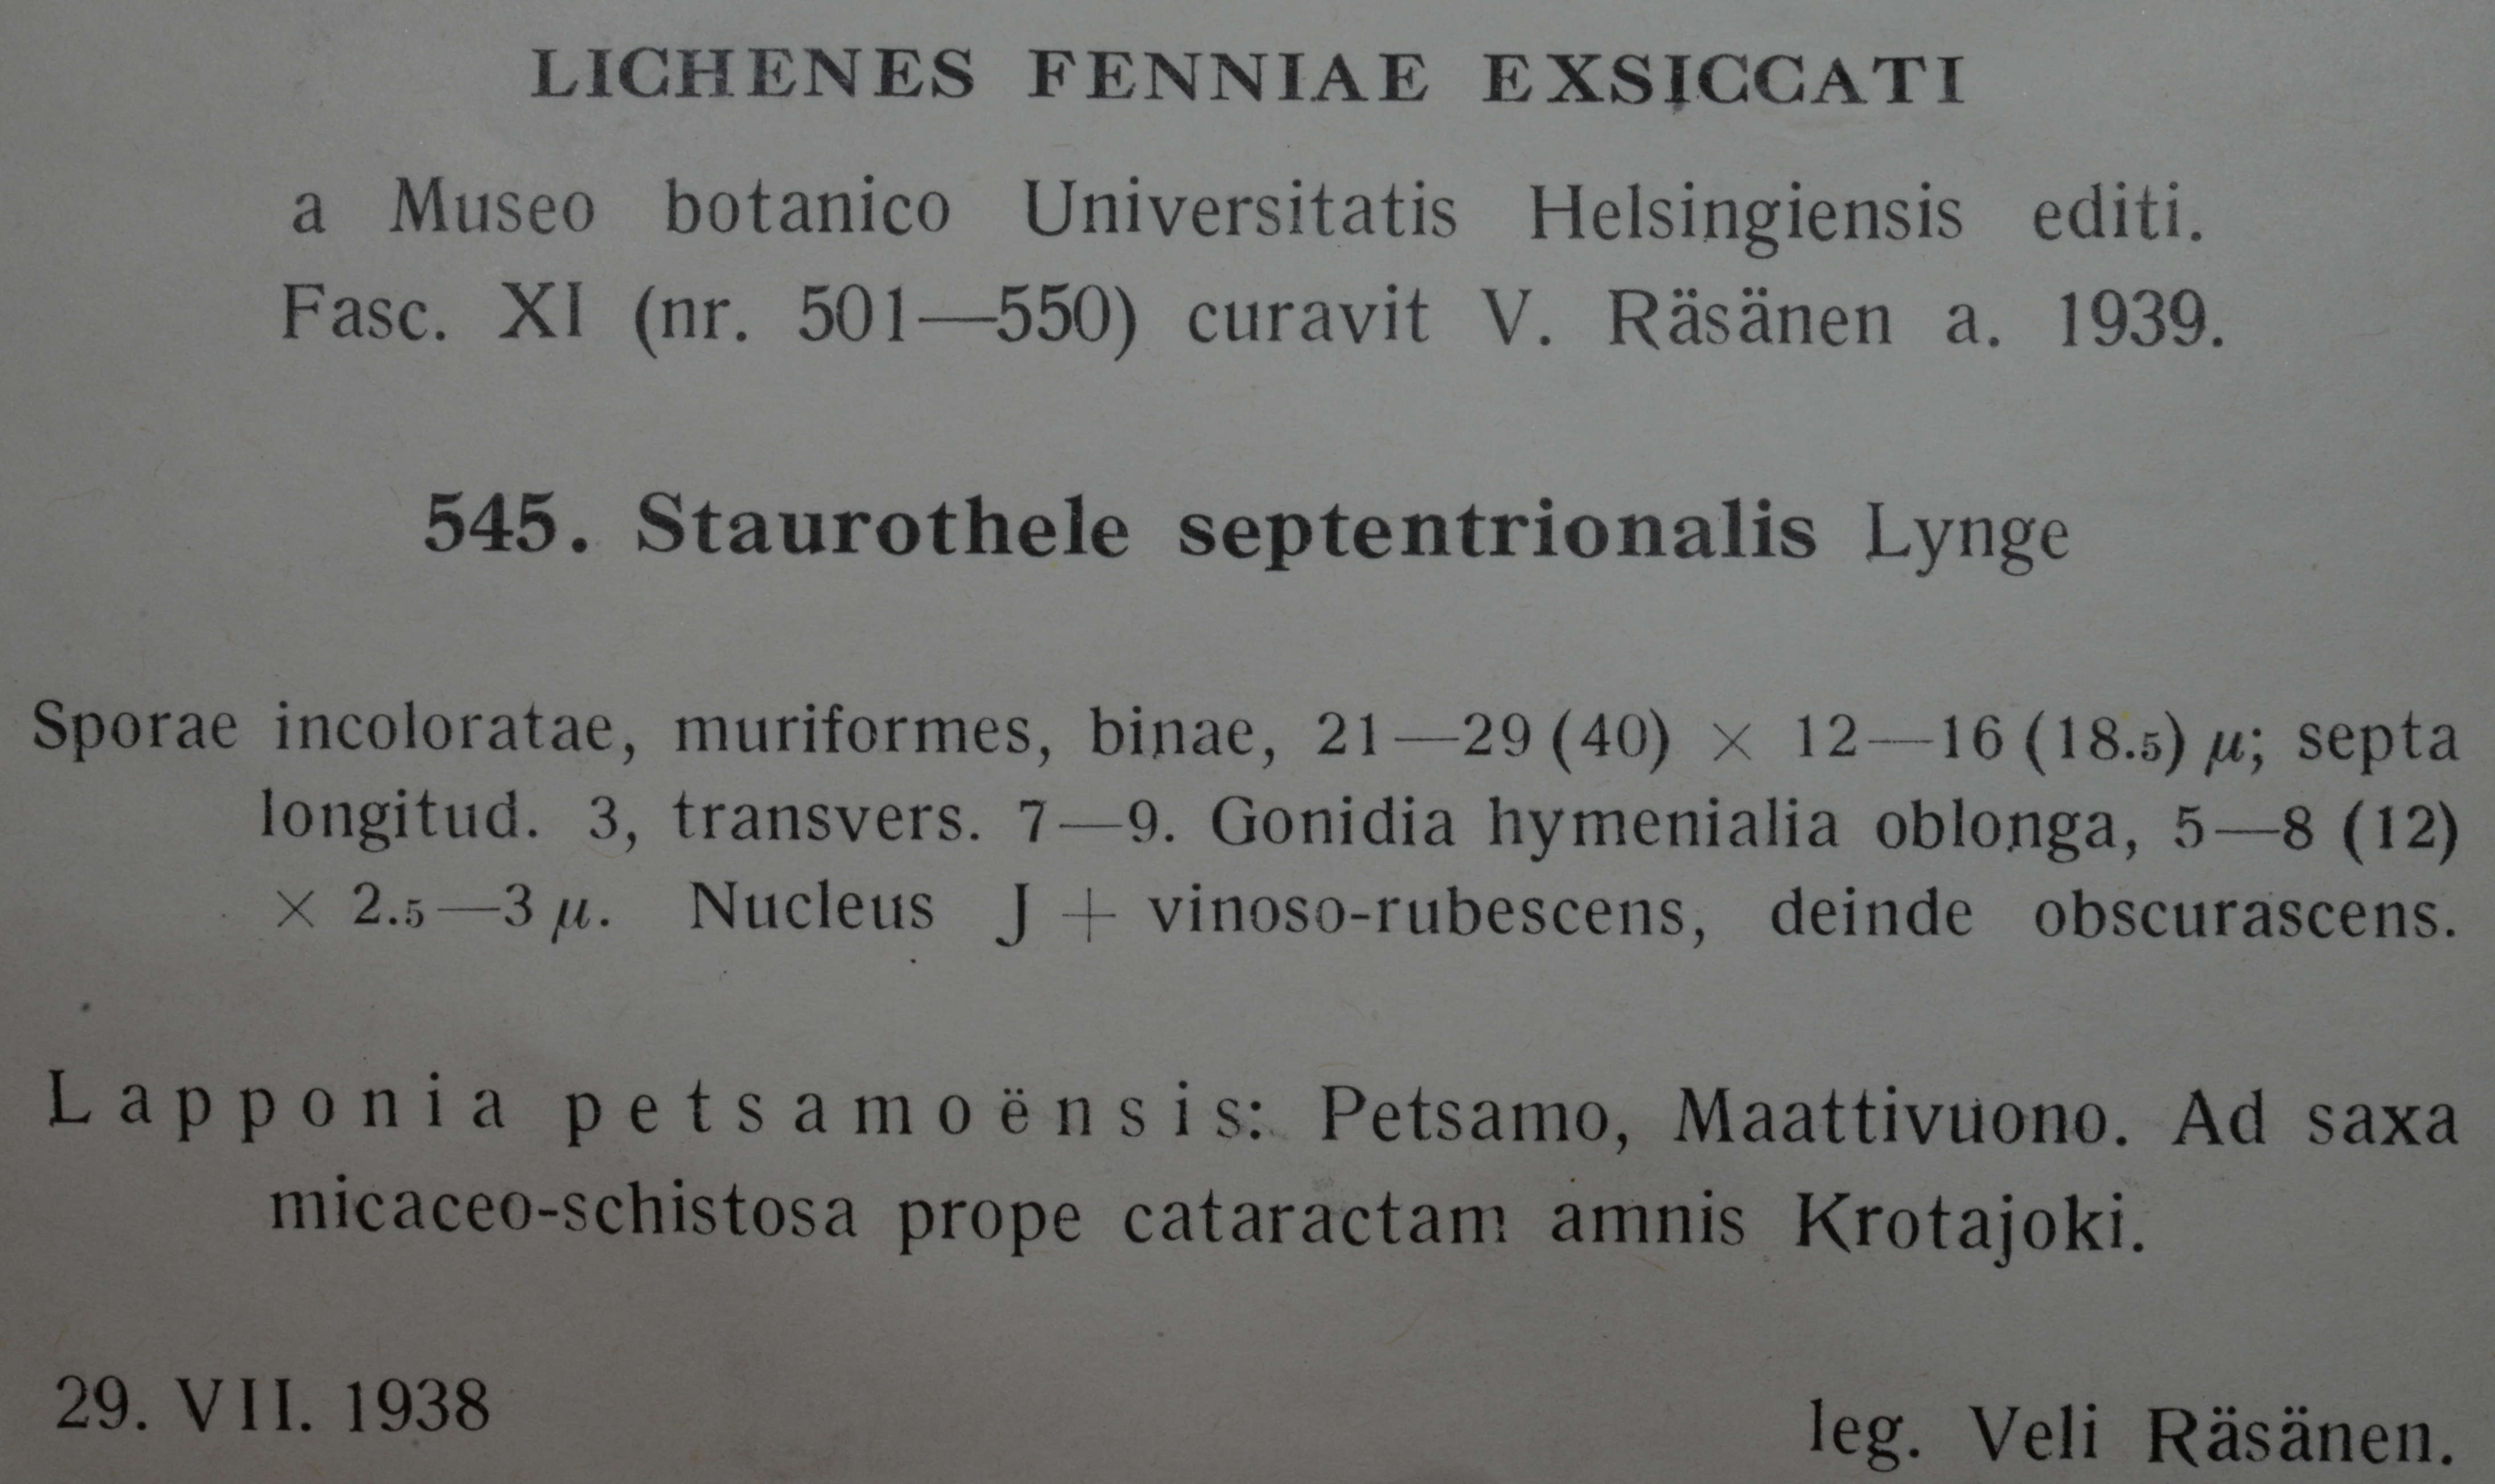 LICHENES FENNIAE EXSICCATI
a Museo botanico Universitatis Helsingiensis editi.
Fasc. XI (nr. 501—550) curavit V. Räsänen a. 1939.
545. Staurothele septentrionalis Lynge
Sporae incoloratae, muriformes, binae, 21—29 (40) × 12—16 (18.5) μ; septa
longitud. 3, transvers. 7—9. Gonidia hymenialia oblonga, 5—8 (12)
× 2.5—3 μ. Nucleus J + vinoso-rubescens, deinde obscurascens.
Lapponia petsamoënsis: Petsamo, Maattivuono. Ad saxa
micaceo-schistosa prope cataractam amnis Krotajoki.
29. VII. 1938
leg. Veli Räsänen.